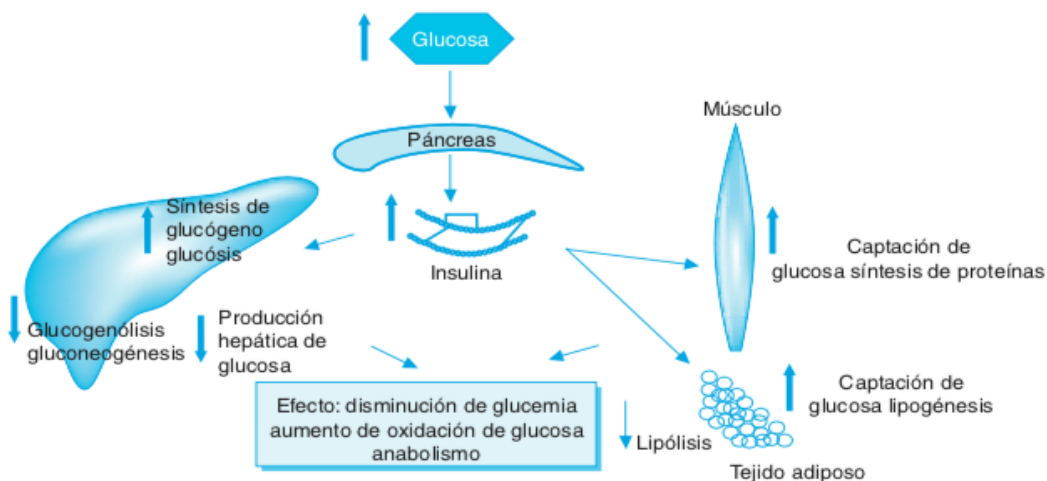 Glucosa
Páncreas
Músculo
Síntesis de
glucógeno
glucósis
Insulina
Captación de
glucosa síntesis de proteínas
Glucogenólisis
gluconeogénesis
Producción
hepática de
glucosa
Captación de
glucosa lipogénesis
Efecto: disminución de glucemia
aumento de oxidación de glucosa
anabolismo
Lipólisis
Tejido adiposo